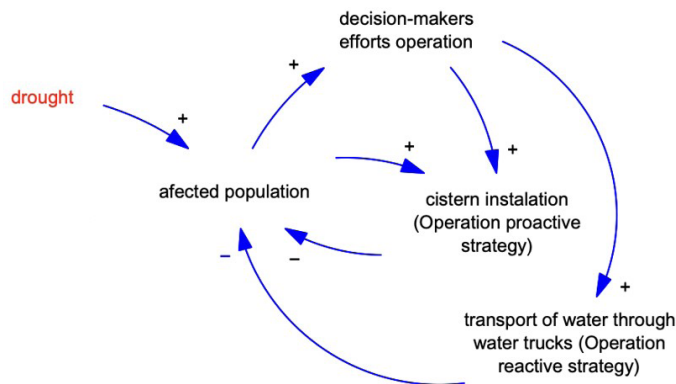 decision-makers
efforts operation
+
drought
+
+
+
afected population
cistern instalation
(Operation proactive
strategy)
–
–
+
transport of water through
water trucks (Operation
reactive strategy)